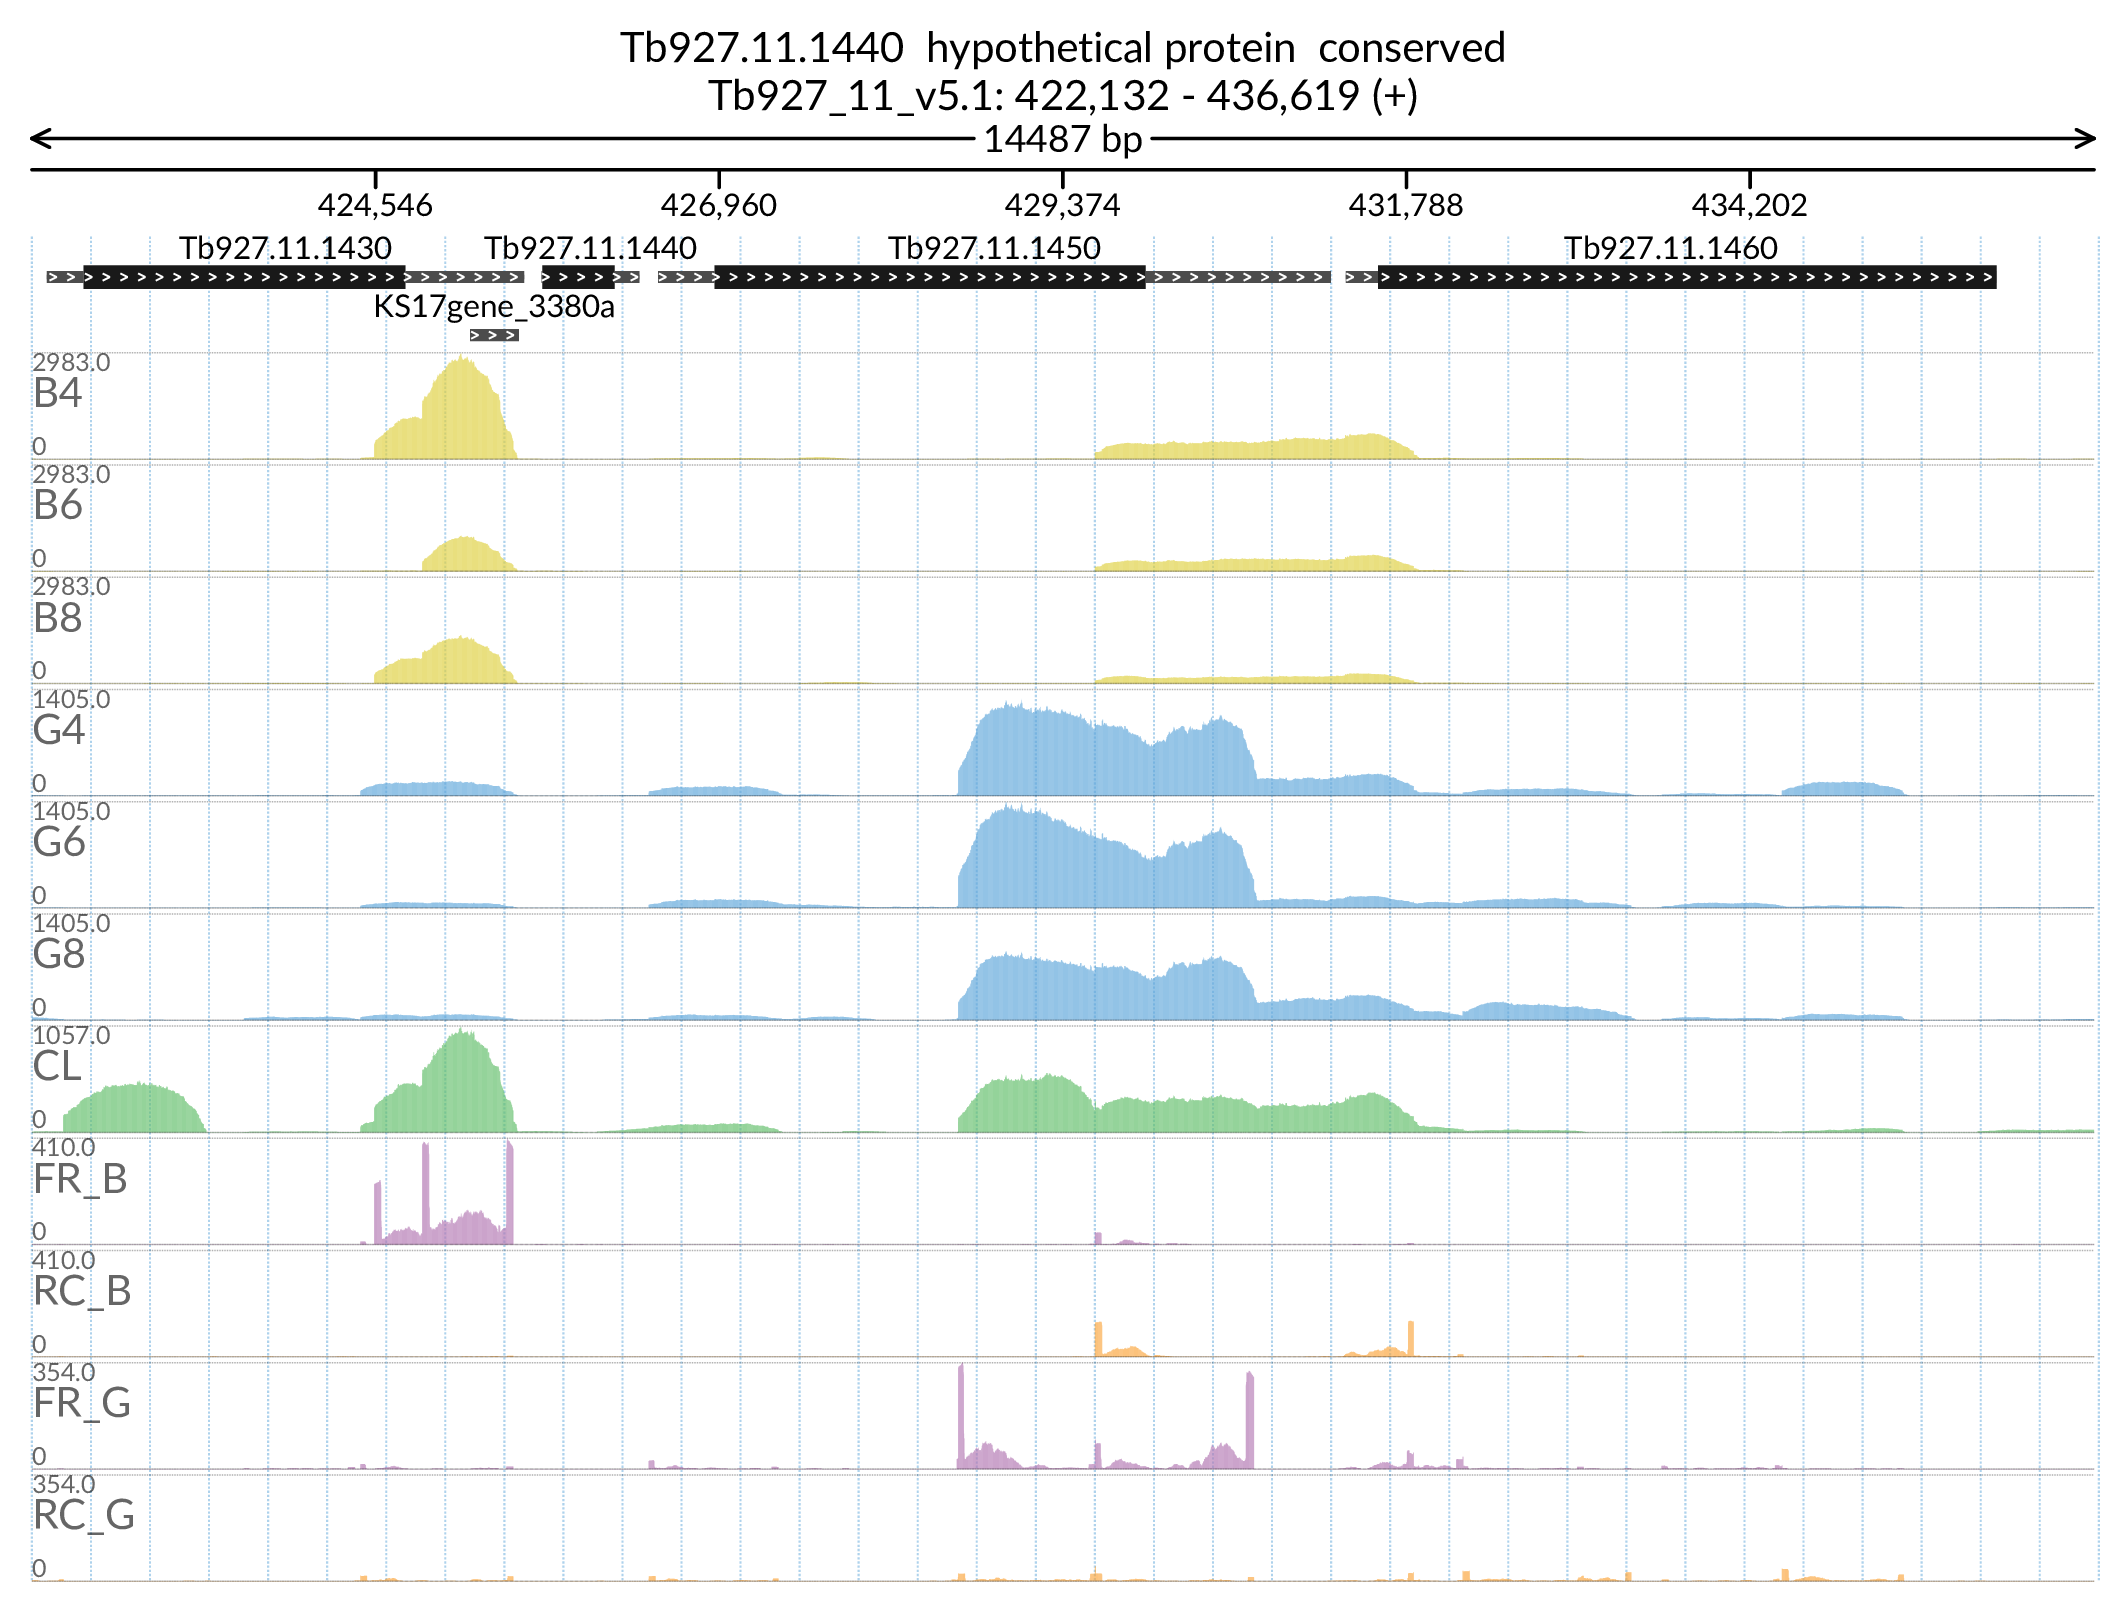 Tb927.11.1440 hypothetical protein conserved
Tb927_11_v5.1: 422,132 - 436,619 (+)
14487 bp
424,546 426,960 429,374 431,788 434,202
Tb927.11.1430 Tb927.11.1440 Tb927.11.1450 Tb927.11.1460
KS17gene_3380a
2983.0
B4
0
2983.0
B6
0
2983.0
B8
0
1405.0
G4
0
1405.0
G6
0
1405.0
G8
0
1057.0
CL
0
410.0
FR_B
0
410.0
RC_B
0
354.0
FR_G
0
354.0
RC_G
0